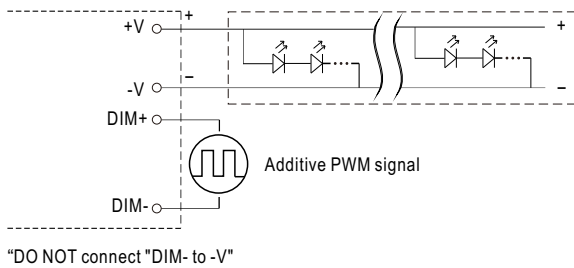 +V + +
-V – –
DIM+
Additive PWM signal
DIM-
“DO NOT connect "DIM- to -V"